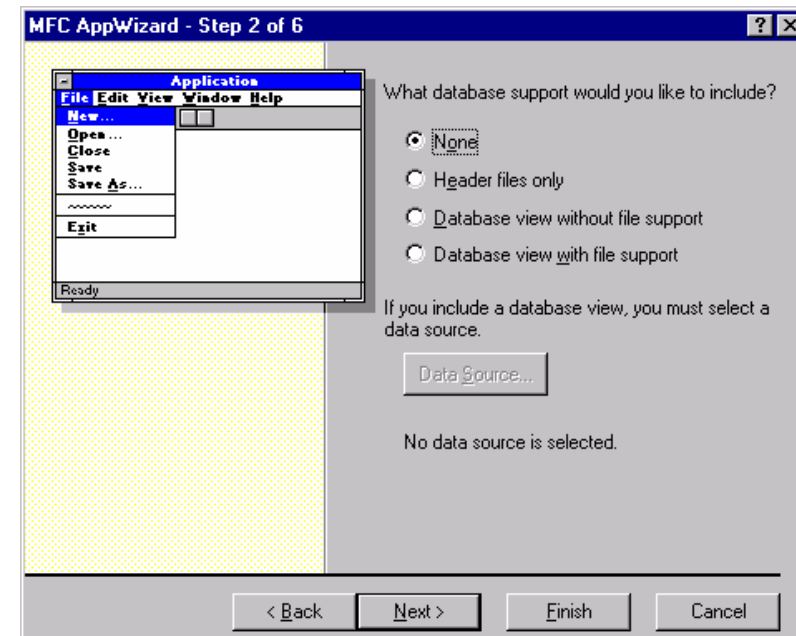 MFC AppWizard - Step 2 of 6
Application
File Edit View Window Help
New...
Open...
Close
Save
Save As...
Exit
Ready
What database support would you like to include?
None
Header files only
Database view without file support
Database view with file support
If you include a database view, you must select a
data source.
Data Source...
No data source is selected.
< Back
Next >
Finish
Cancel